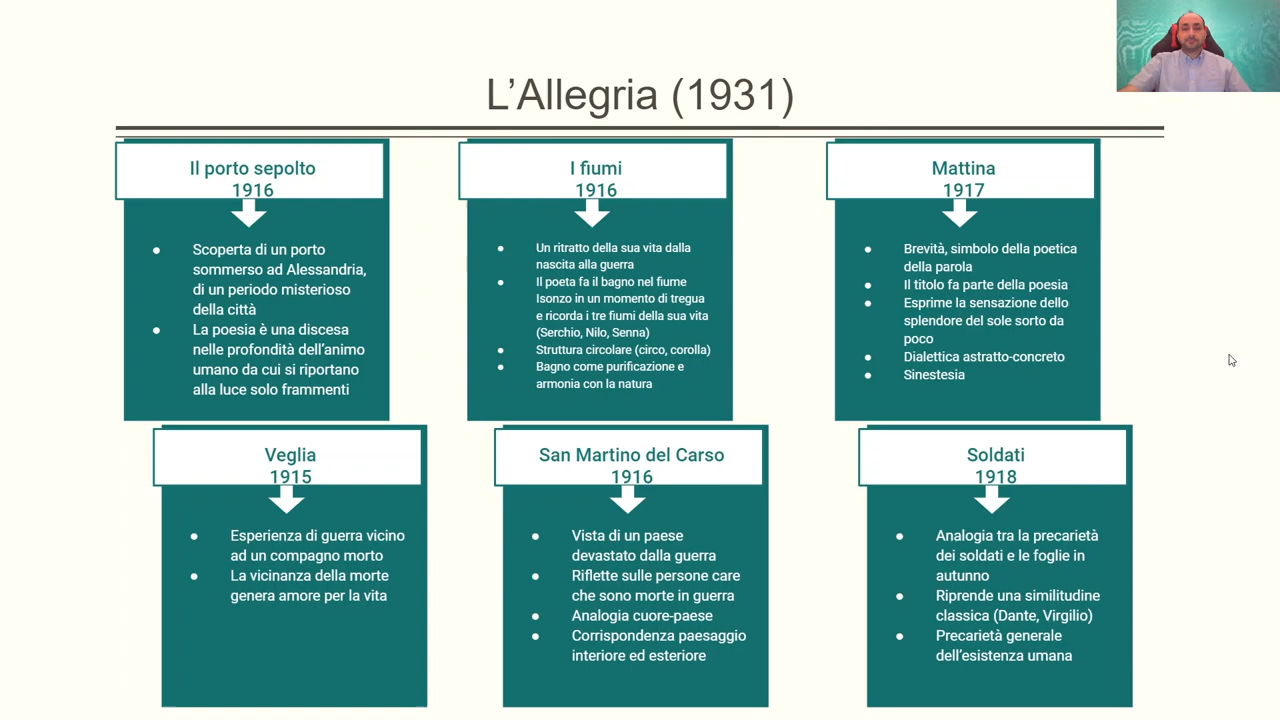 L'Allegria (1931)
Il porto sepolto
1916
Scoperta di un porto
sommerso ad Alessandria,
di un periodo misterioso
della città
La poesia è una discesa
nelle profondità dell'animo
umano da cui si riportano
alla luce solo frammenti
I fiumi
1916
Un ritratto della sua vita dalla
nascita alla guerra
Il poeta fa il bagno nel fiume
Isonzo in un momento di tregua
e ricorda i tre fiumi della sua vita
(Serchio, Nilo, Senna)
Struttura circolare (circo, corolla)
Bagno come purificazione e
armonia con la natura
Mattina
1917
Brevità, simbolo della poetica
della parola
Il titolo fa parte della poesia
Esprime la sensazione dello
splendore del sole sorto da
poco
Dialettica astratto-concreto
Sinestesia
Veglia
1915
Esperienza di guerra vicino
ad un compagno morto
La vicinanza della morte
genera amore per la vita
San Martino del Carso
1916
Vista di un paese
devastato dalla guerra
Riflette sulle persone care
che sono morte in guerra
Analogia cuore-paese
Corrispondenza paesaggio
interiore ed esteriore
Soldati
1918
Analogia tra la precarietà
dei soldati e le foglie in
autunno
Riprende una similitudine
classica (Dante, Virgilio)
Precarietà generale
dell'esistenza umana